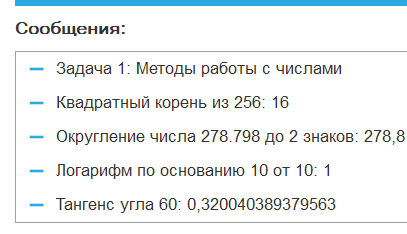 Сообщения:
Задача 1: Методы работы с числами
Квадратный корень из 256: 16
Округление числа 278.798 до 2 знаков: 278,8
Логарифм по основанию 10 от 10: 1
Тангенс угла 60: 0,320040389379563